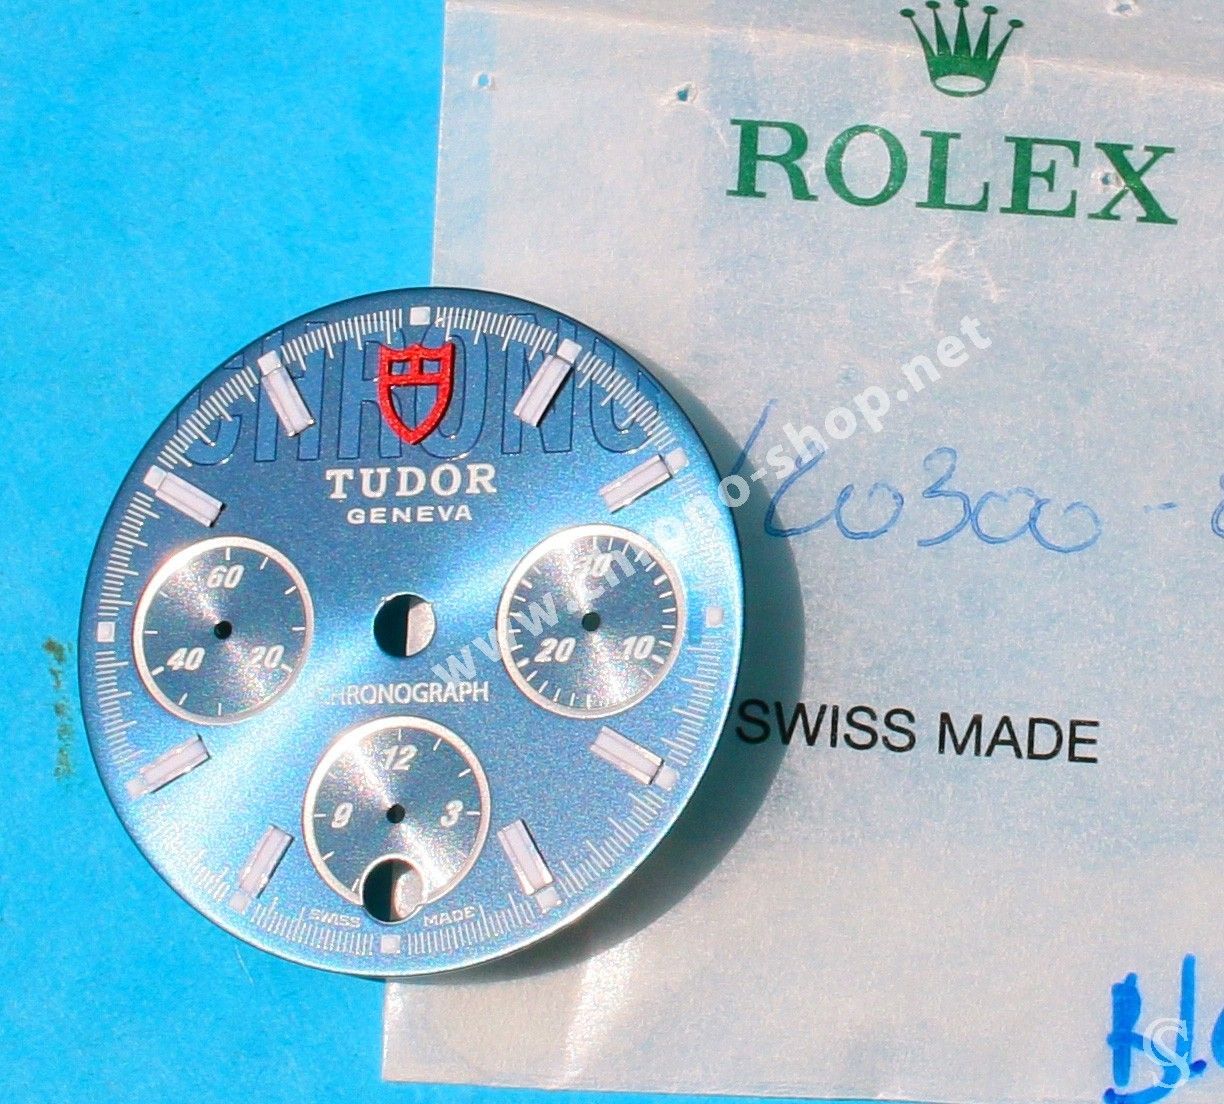 ROLEX
CHRONO
TUDOR
GENEVA
60
40 20
30
20 10
CHRONOGRAPH
12
9 3
SWISS MADE
www.chrono-shop.net
SWISS MADE